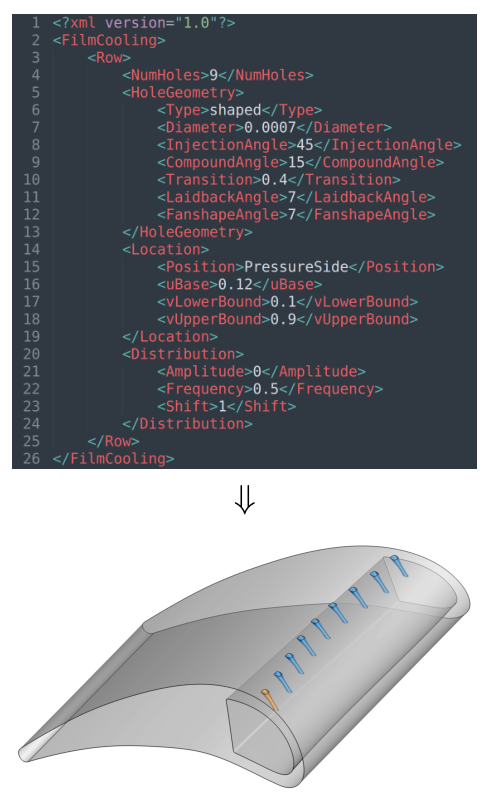 1 <?xml version="1.0"?>
2 <FilmCooling>
3     <Row>
4         <NumHoles>9</NumHoles>
5         <HoleGeometry>
6             <Type>shaped</Type>
7             <Diameter>0.0007</Diameter>
8             <InjectionAngle>45</InjectionAngle>
9             <CompoundAngle>15</CompoundAngle>
10             <Transition>0.4</Transition>
11             <LaidbackAngle>7</LaidbackAngle>
12             <FanshapeAngle>7</FanshapeAngle>
13         </HoleGeometry>
14         <Location>
15             <Position>PressureSide</Position>
16             <uBase>0.12</uBase>
17             <vLowerBound>0.1</vLowerBound>
18             <vUpperBound>0.9</vUpperBound>
19         </Location>
20         <Distribution>
21             <Amplitude>0</Amplitude>
22             <Frequency>0.5</Frequency>
23             <Shift>1</Shift>
24         </Distribution>
25     </Row>
26 </FilmCooling>